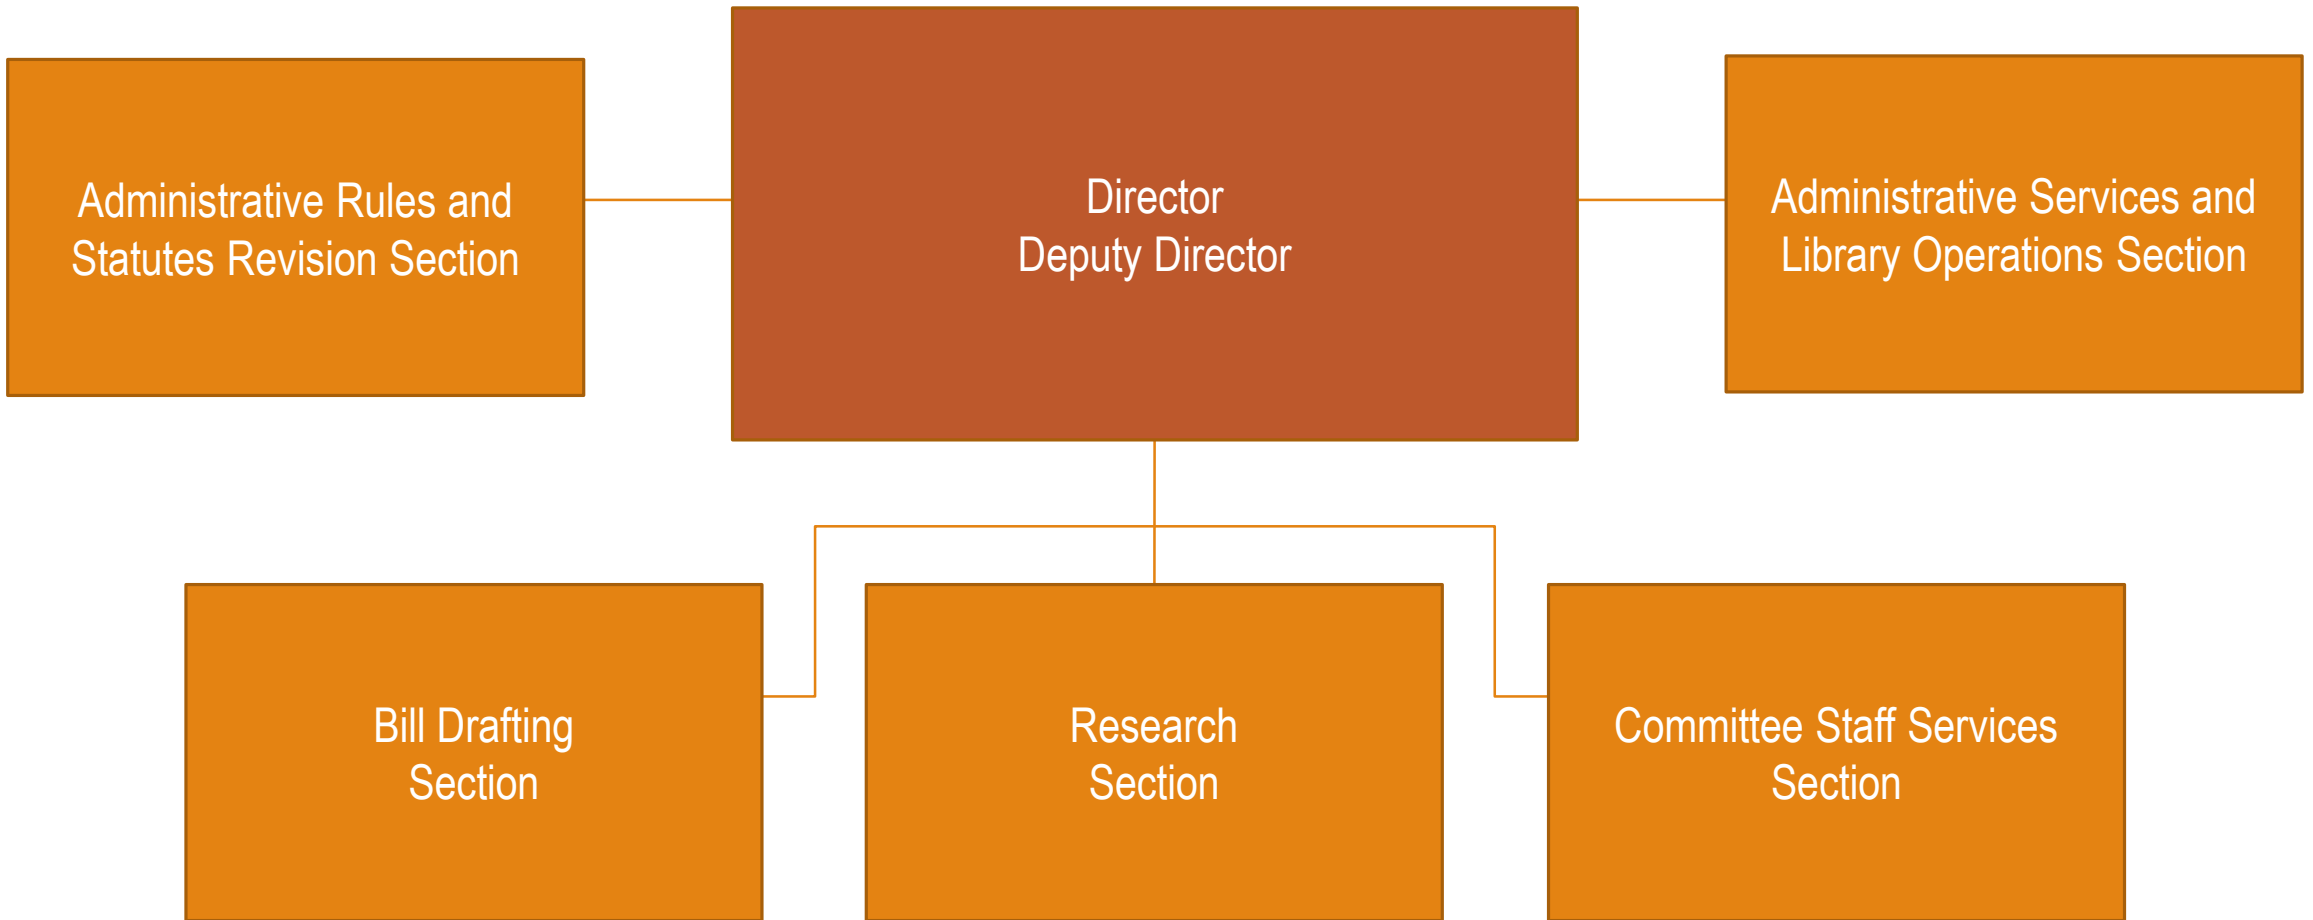 Administrative Rules and
Statutes Revision Section
Director
Deputy Director
Administrative Services and
Library Operations Section
Bill Drafting
Section
Research
Section
Committee Staff Services
Section